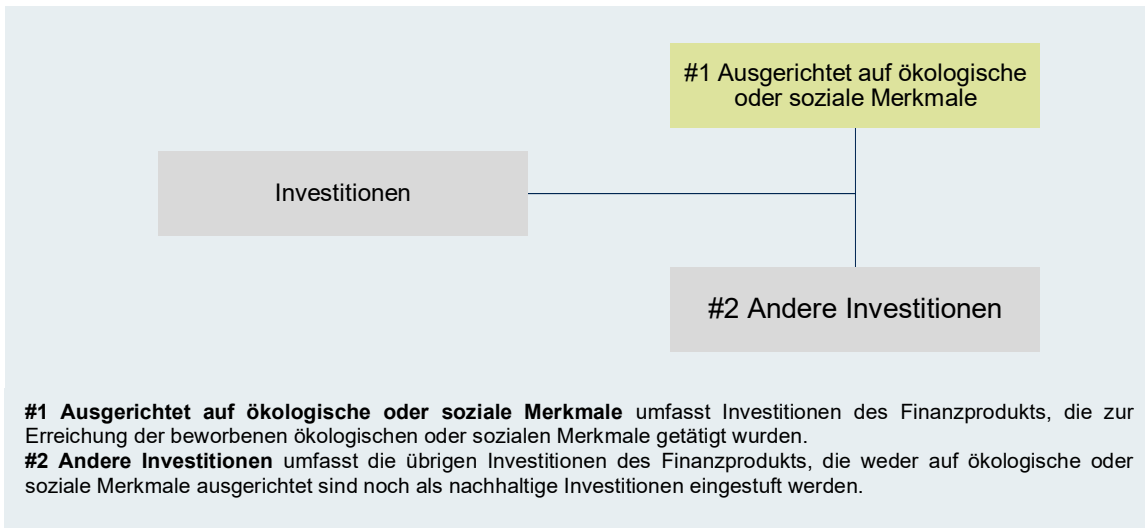 #1 Ausgerichtet auf ökologische
oder soziale Merkmale
Investitionen
#2 Andere Investitionen
#1 Ausgerichtet auf ökologische oder soziale Merkmale umfasst Investitionen des Finanzprodukts, die zur
Erreichung der beworbenen ökologischen oder sozialen Merkmale getätigt wurden.
#2 Andere Investitionen umfasst die übrigen Investitionen des Finanzprodukts, die weder auf ökologische oder
soziale Merkmale ausgerichtet sind noch als nachhaltige Investitionen eingestuft werden.